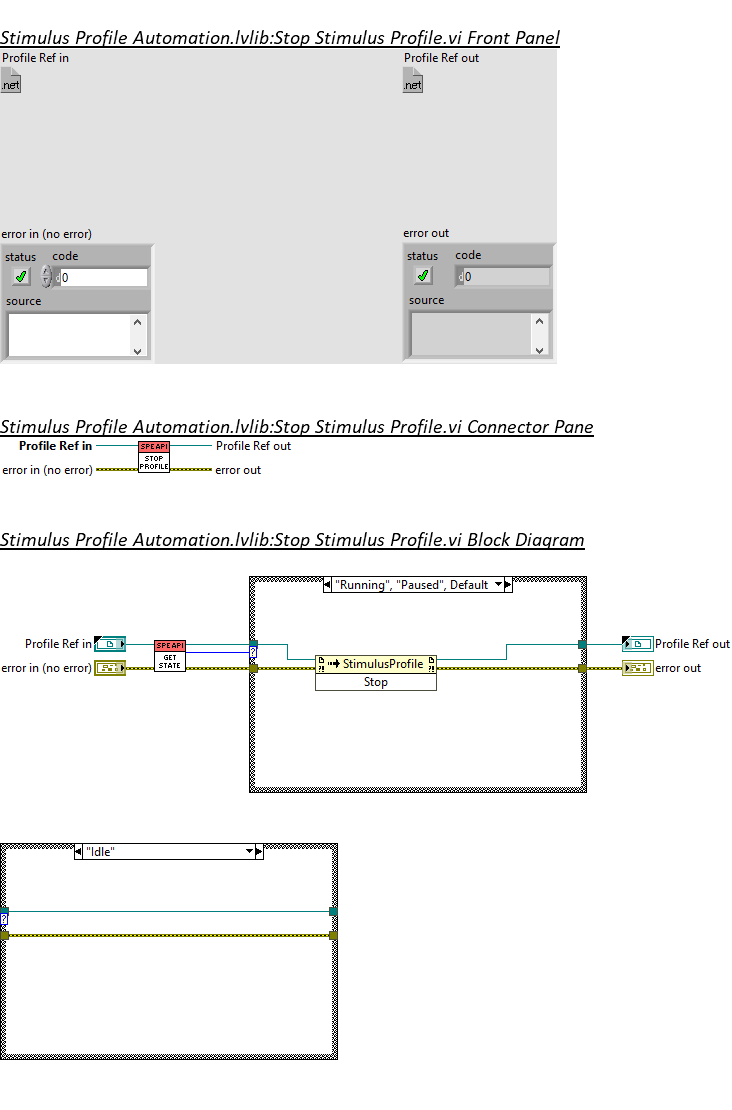 Stimulus Profile Automation.lvlib:Stop Stimulus Profile.vi Front Panel
Profile Ref in
Profile Ref out
.net
.net
error in (no error)
error out
status code
status code
d 0
d 0
source
source
Stimulus Profile Automation.lvlib:Stop Stimulus Profile.vi Connector Pane
Profile Ref in
SPEAPI
STOP
PROFILE
Profile Ref out
error in (no error)
error out
Stimulus Profile Automation.lvlib:Stop Stimulus Profile.vi Block Diagram
"Running", "Paused", Default
Profile Ref in
SPEAPI
GET
STATE
?
Profile Ref out
error in (no error)
?!
StimulusProfile
?!
error out
Stop
"Idle"
?